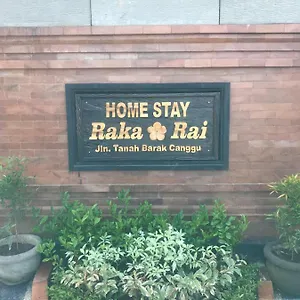 HOME STAY
Raka Rai
Jln. Tanah Barak Canggu